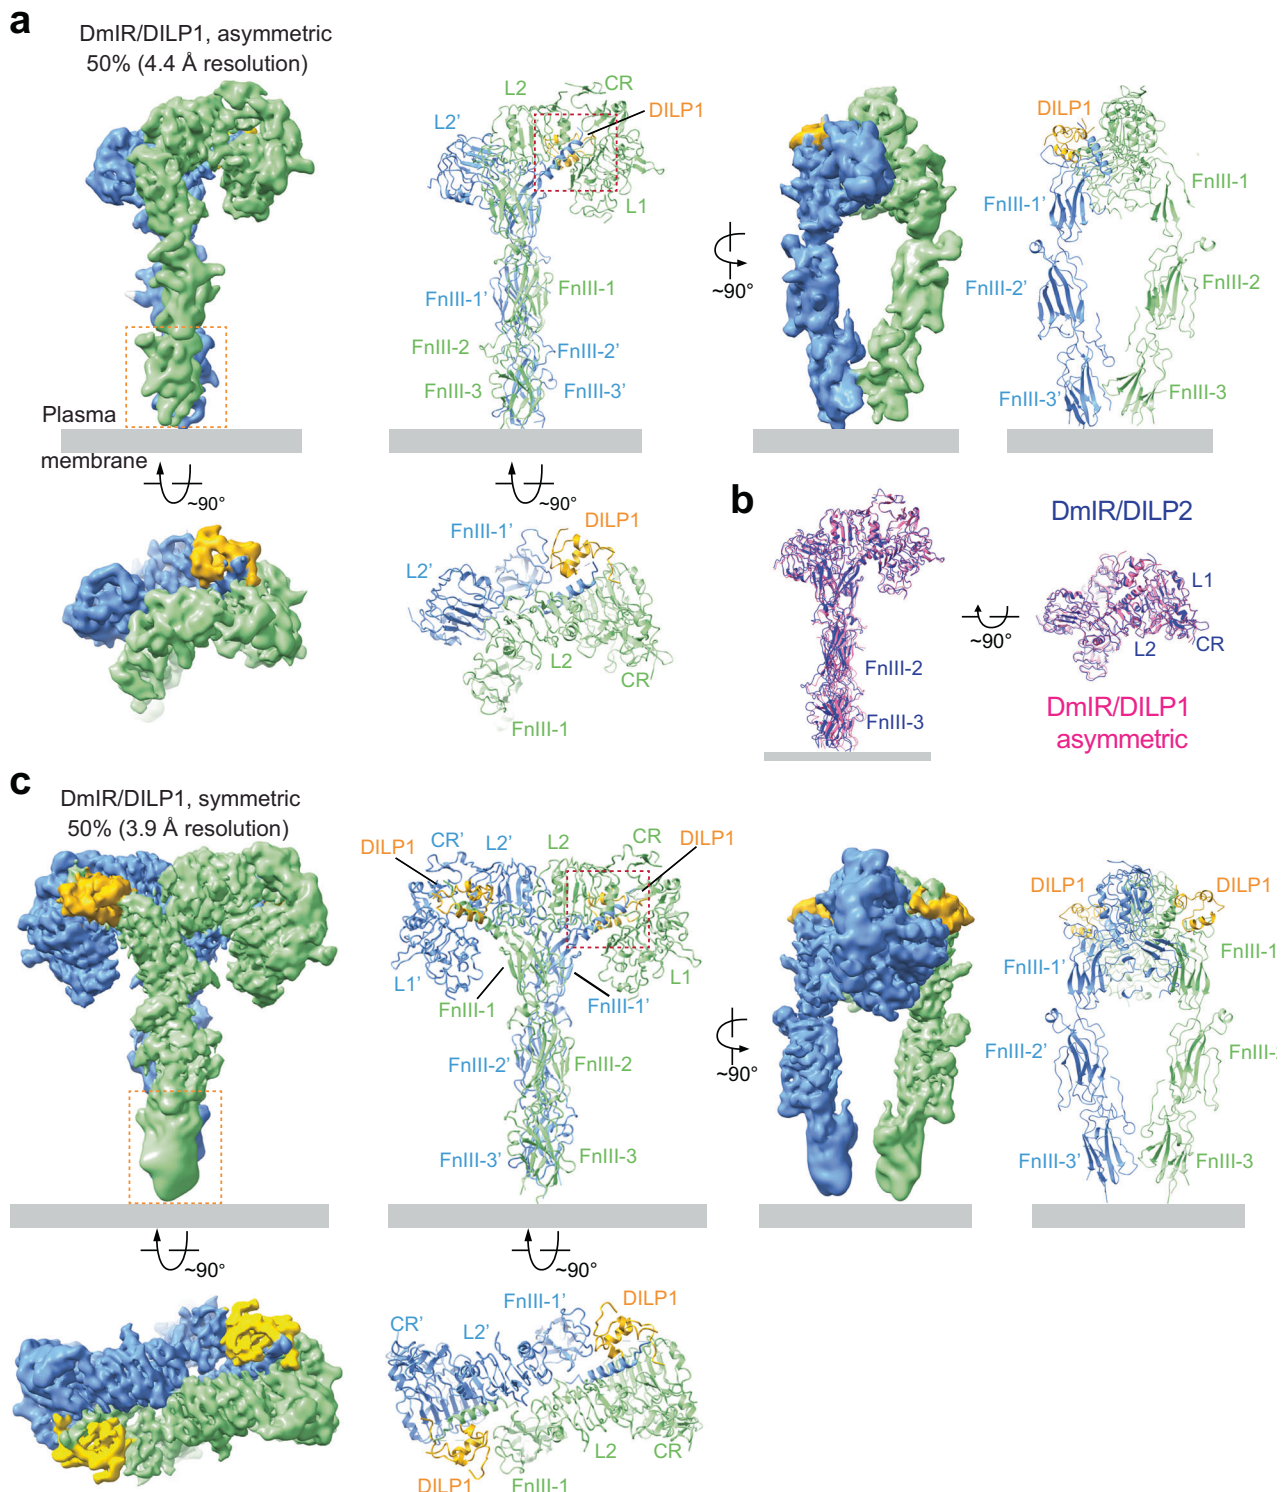 a
DmIR/DILP1, asymmetric
50% (4.4 Å resolution)
L2
CR
DILP1
L2’
L1
FnIII-1’
FnIII-1
FnIII-2
FnIII-2’
FnIII-3
FnIII-3’
~90°
DILP1
FnIII-1
FnIII-1’
FnIII-2’
FnIII-2
FnIII-3’
FnIII-3
Plasma
membrane
~90°
~90°
FnIII-1’
DILP1
L2’
L2
CR
FnIII-1
b
DmIR/DILP2
L1
~90°
L2
CR
FnIII-2
FnIII-3
DmIR/DILP1
asymmetric
c
DmIR/DILP1, symmetric
50% (3.9 Å resolution)
CR’
L2’
L2
CR
DILP1
DILP1
L1’
L1
FnIII-1
FnIII-1’
FnIII-2’
FnIII-2
FnIII-3’
FnIII-3
~90°
DILP1
DILP1
FnIII-1
FnIII-1’
FnIII-2’
FnIII-
FnIII-3’
FnIII-3
~90°
~90°
FnIII-1’
DILP1
CR’
L2’
L2
CR
DILP1
FnIII-1